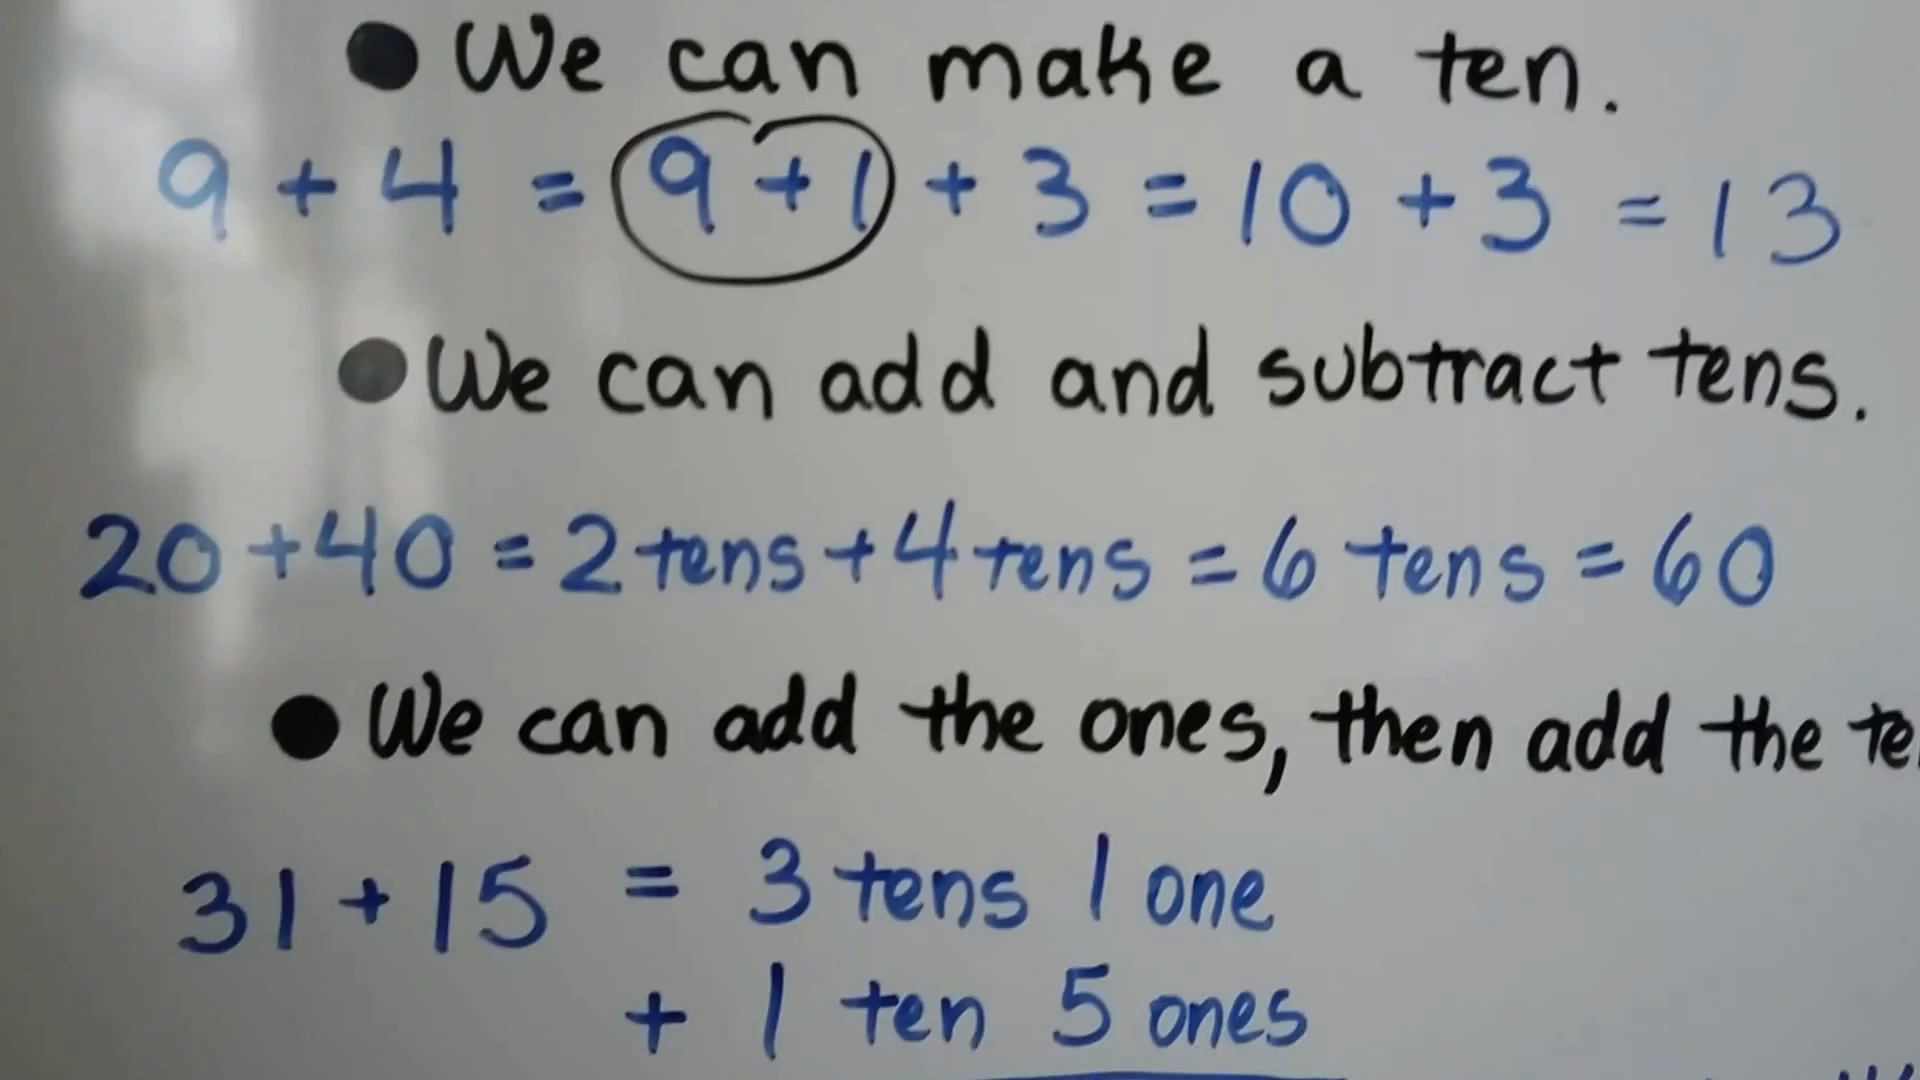 ● We can make a ten.
9 + 4 = 9 + 1 + 3 = 10 + 3 = 13
● We can add and subtract tens.
20 + 40 = 2 tens + 4 tens = 6 tens = 60
● We can add the ones, then add the
31 + 15 = 3 tens 1 one
+ 1 ten 5 ones